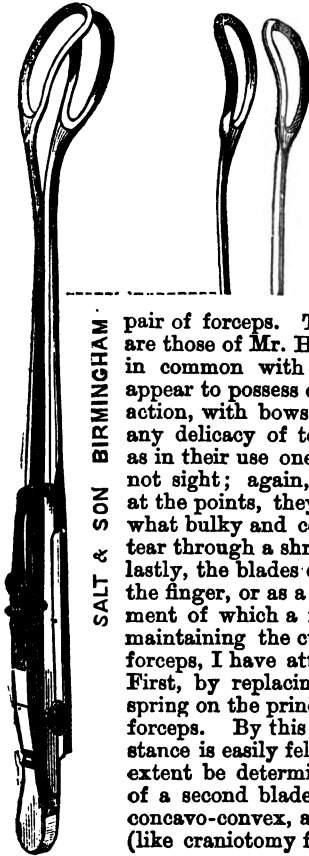 SALT & SON BIRMINGHAM
pair of forceps.
are those of Mr.
in common with
appear to possess
action, with bows
any delicacy of
as in their use one
not sight; again,
at the points, they
what bulky and
tear through a
lastly, the blades
the finger, or as a
ment of which a
maintaining the
forceps, I have
First, by
spring on the
forceps. By this
stance is easily
extent be
of a second blade
concavo-convex,
(like craniotomy